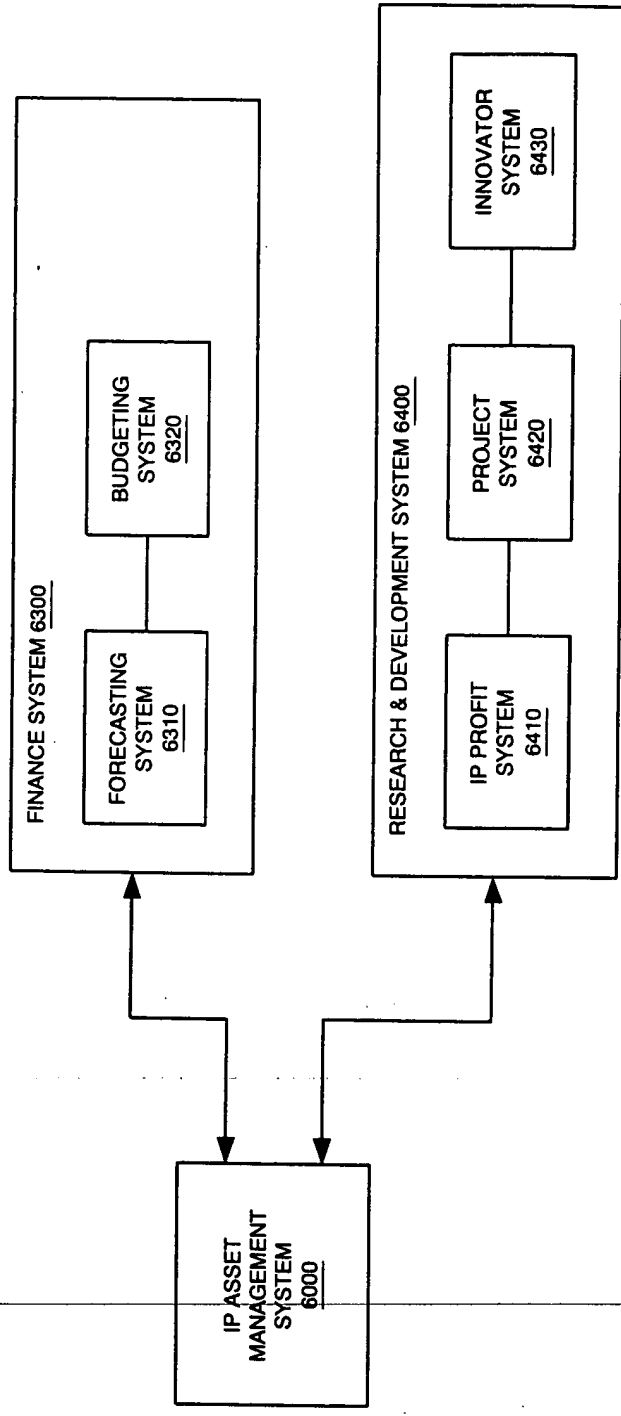 FINANCE SYSTEM 6300
FORECASTING
SYSTEM
6310
BUDGETING
SYSTEM
6320
IP ASSET
MANAGEMENT
SYSTEM
6000
RESEARCH & DEVELOPMENT SYSTEM 6400
IP PROFIT
SYSTEM
6410
PROJECT
SYSTEM
6420
INNOVATOR
SYSTEM
6430